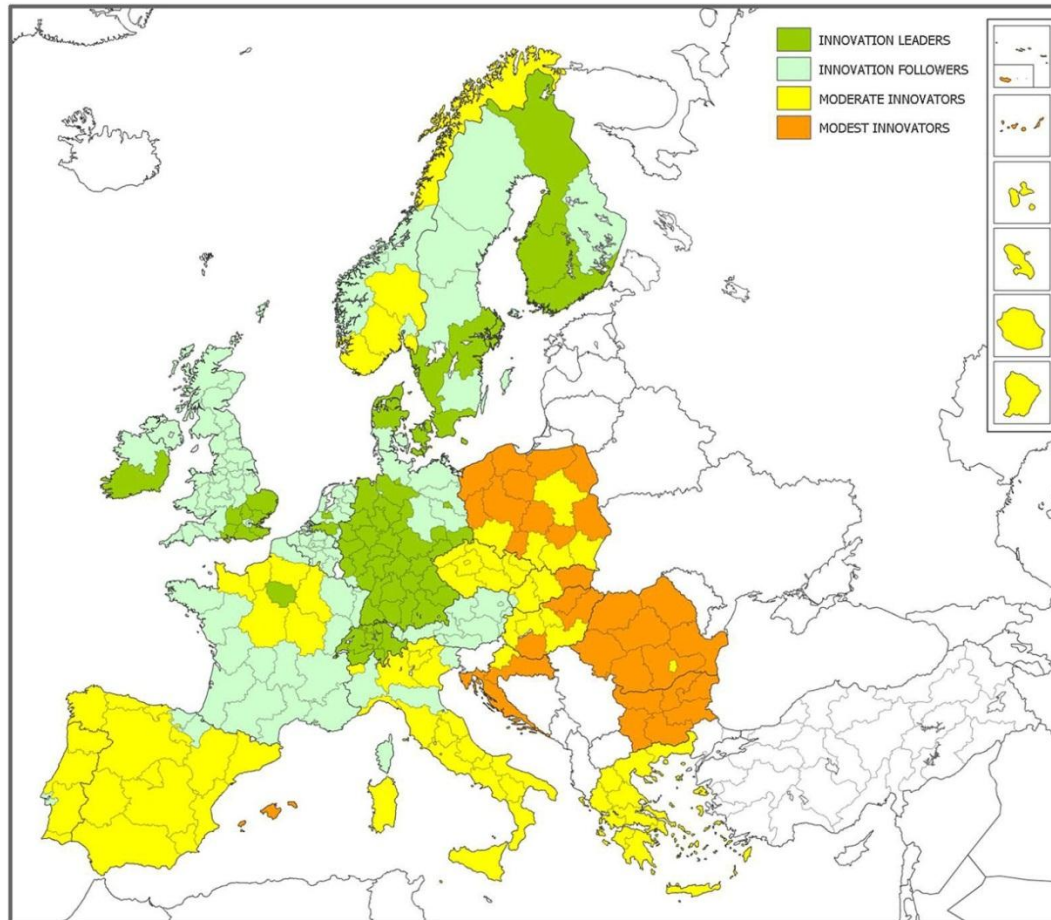 INNOVATION LEADERS
INNOVATION FOLLOWERS
MODERATE INNOVATORS
MODEST INNOVATORS